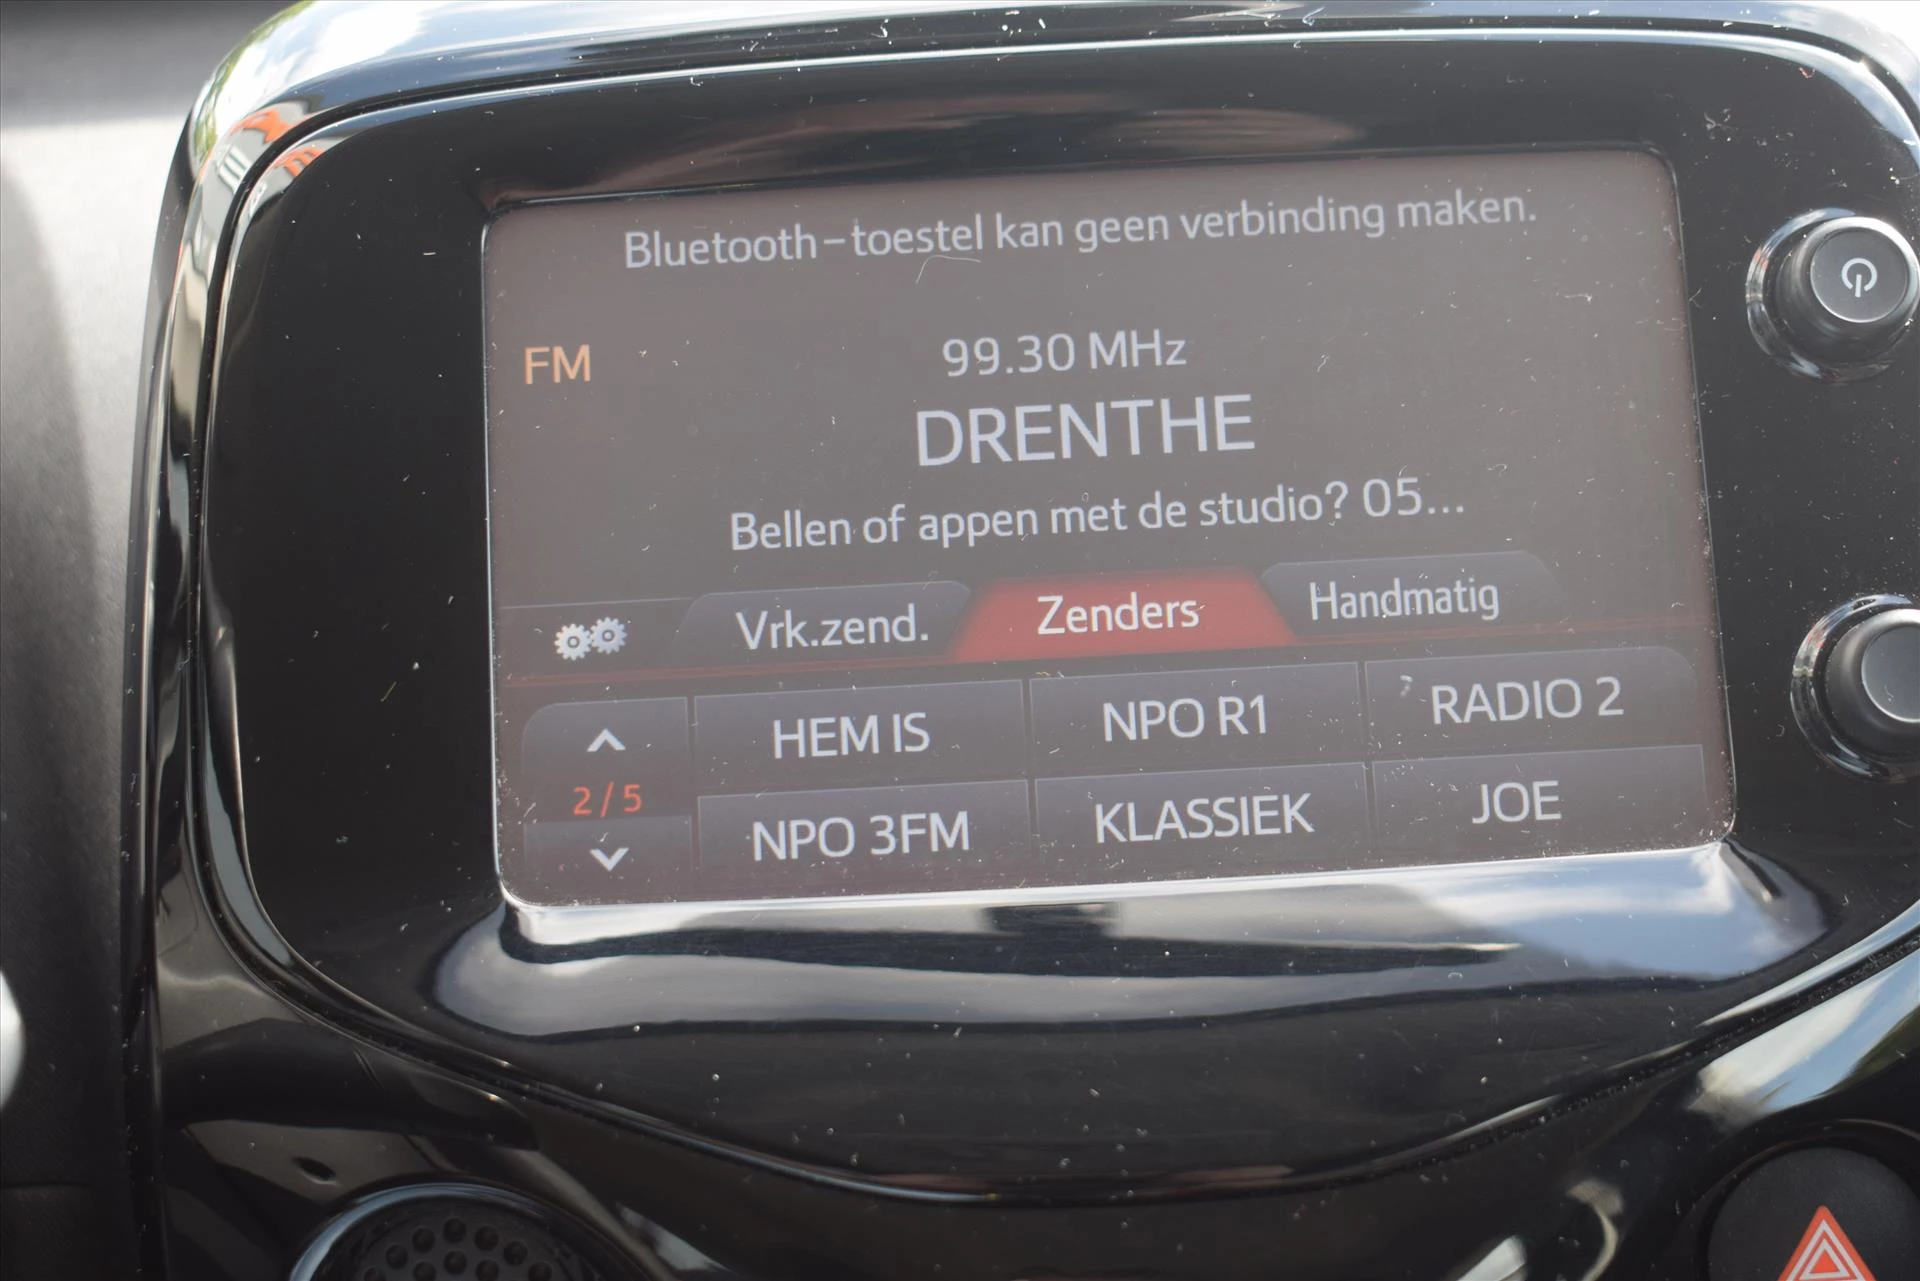 Bluetooth-toestel kan geen verbinding maken.
FM
99.30 MHz
DRENTHE
Bellen of appen met de studio? 05...
Vrk.zend. Zenders Handmatig
HEM IS NPO R1 RADIO 2
2 / 5
NPO 3FM KLASSIEK JOE